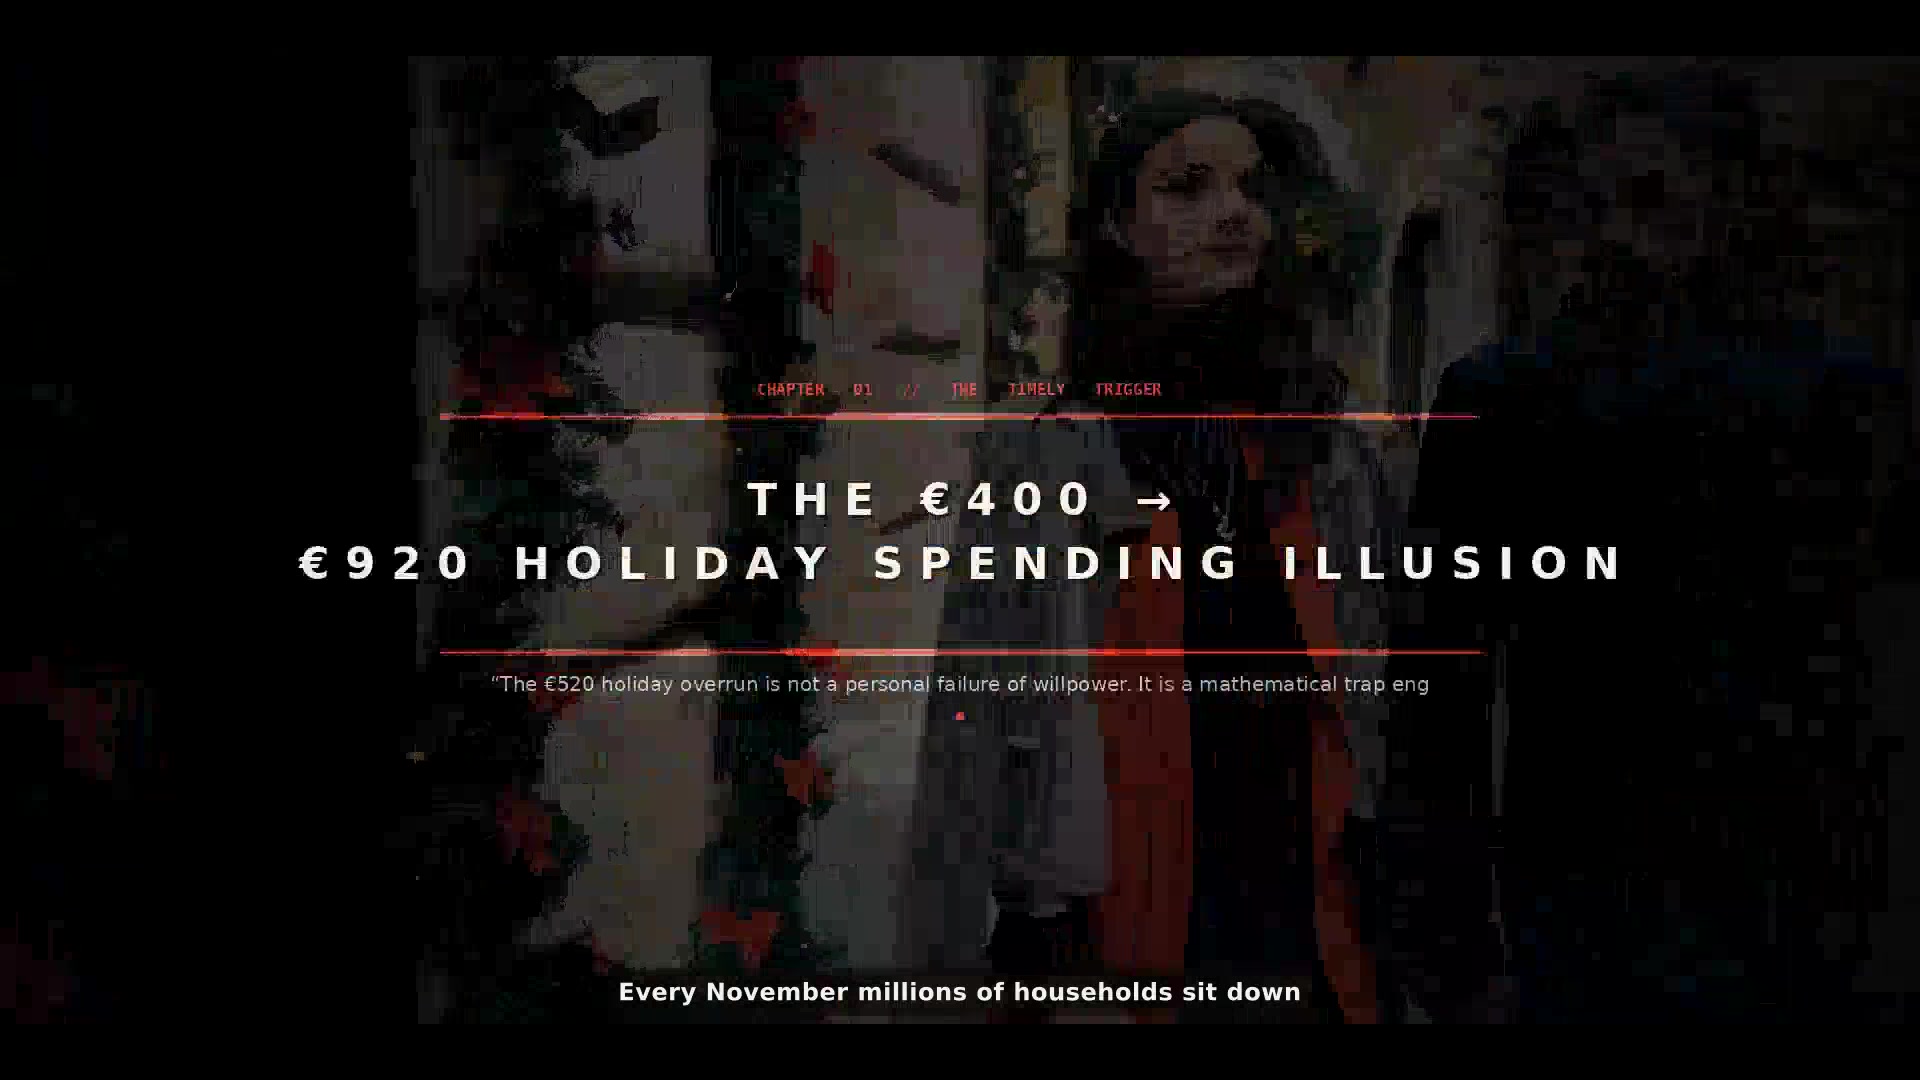 CHAPTER 01 // THE TIMELY TRIGGER
THE €400 →
€920 HOLIDAY SPENDING ILLUSION
“The €520 holiday overrun is not a personal failure of willpower. It is a mathematical trap eng
Every November millions of households sit down